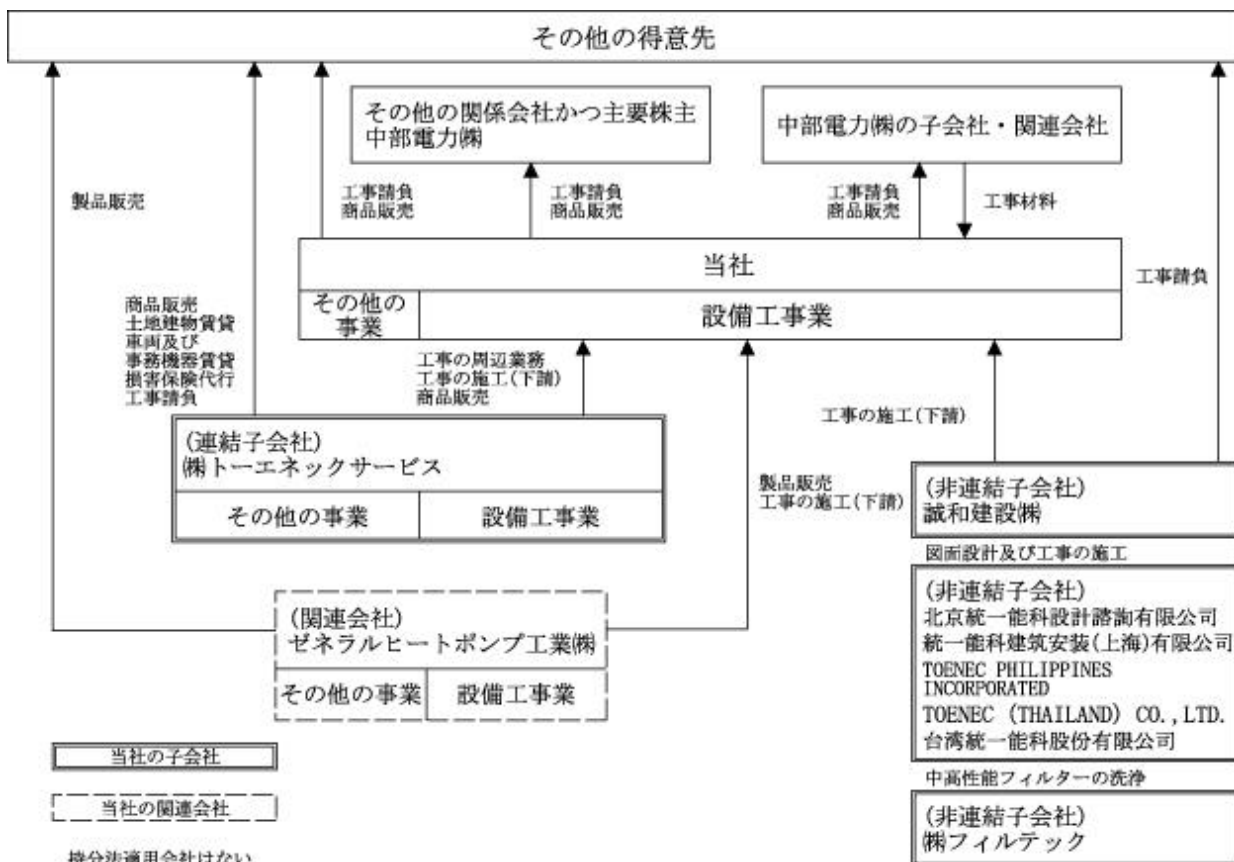 その他の得意先
その他の関係会社かつ主要株主
中部電力㈱
中部電力㈱の子会社・関連会社
製品販売
工事請負
商品販売
工事請負
商品販売
工事請負
商品販売
工事材料
当社
その他の
事業
設備工事業
工事請負
商品販売
土地建物賃貸
車両及び
事務機器賃貸
損害保険代行
工事請負
工事の周辺業務
工事の施工(下請)
商品販売
工事の施工(下請)
(連結子会社)
㈱トーエネックサービス
その他の事業
設備工事業
製品販売
工事の施工(下請)
(非連結子会社)
誠和建設㈱
図面設計及び工事の施工
(非連結子会社)
北京統一能科設計諮詢有限公司
統一能科建筑安装(上海)有限公司
TOENEC PHILIPPINES
INCORPORATED
TOENEC (THAILAND) CO.,LTD.
台湾統一能科股份有限公司
(関連会社)
ゼネラルヒートポンプ工業㈱
その他の事業
設備工事業
当社の子会社
当社の関連会社
持分法適用会社はない
中高性能フィルターの洗浄
(非連結子会社)
㈱フィルテック